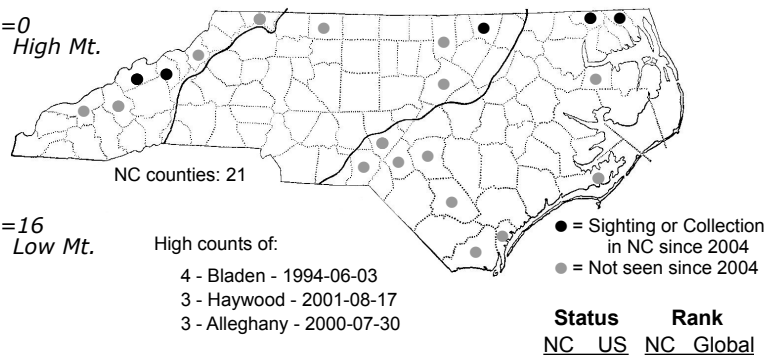 =0
High Mt.
NC counties: 21
=16
Low Mt.
High counts of:
4 - Bladen - 1994-06-03
3 - Haywood - 2001-08-17
3 - Alleghany - 2000-07-30
= Sighting or Collection
in NC since 2004
= Not seen since 2004
Status Rank
NC US NC Global